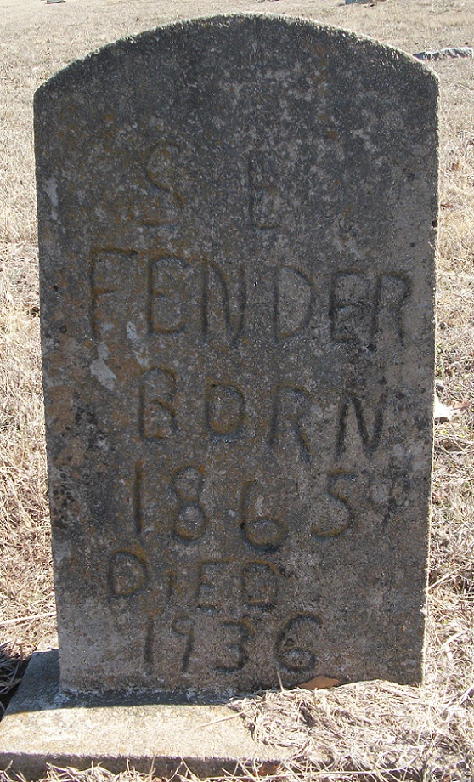 S E
FENDER
BORN
1865
DIED
1936